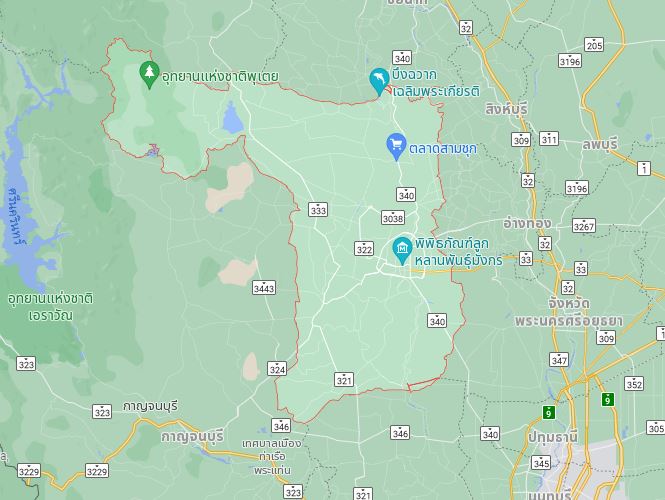 ชัยนาท
32
340
205
3196
อุทยานแห่งชาติพุเตย
บึงฉวาก
เฉลิมพระเกียรติ
สิงห์บุรี
309
311
ลพบุรี
1
ตลาดสามชุก
32
3196
340
ศรีนครินทร์
333
3038
อ่างทอง
3267
322
พิพิธภัณฑ์ลูก
หลานพันธุ์มังกร
32
33
33
3443
32
อุทยานแห่งชาติ
เอราวัณ
จังหวัด
พระนครศรีอยุธยา
340
309
347
323
324
321
352
9
9
323
กาญจนบุรี
กาญจนบุรี
346
346
340
ปทุมธานี
305
เทศบาลเมือง
ท่าเรือ
พระแท่น
345
3229
3229
323
321
นนทบุรี